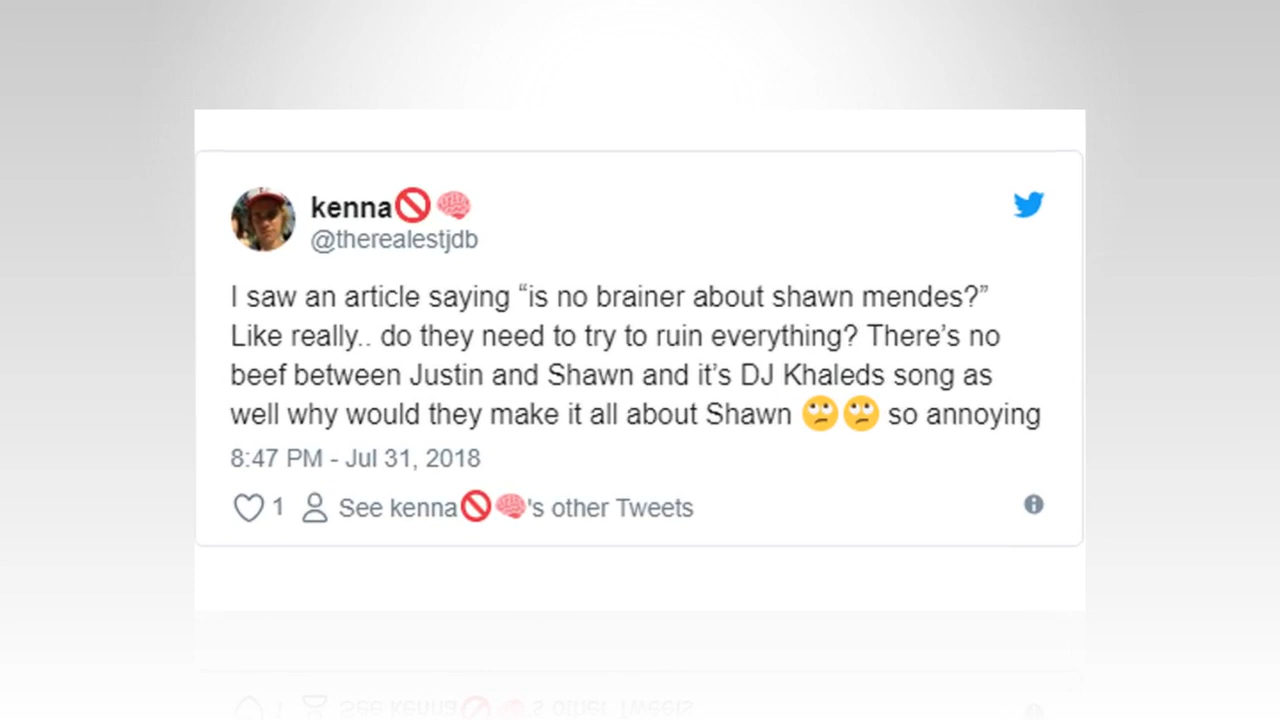 kenna🚫🧠
@therealestjdb
I saw an article saying “is no brainer about shawn mendes?”
Like really.. do they need to try to ruin everything? There’s no
beef between Justin and Shawn and it’s DJ Khaleds song as
well why would they make it all about Shawn 🙄🙄 so annoying
8:47 PM - Jul 31, 2018
1 See kenna🚫🧠's other Tweets